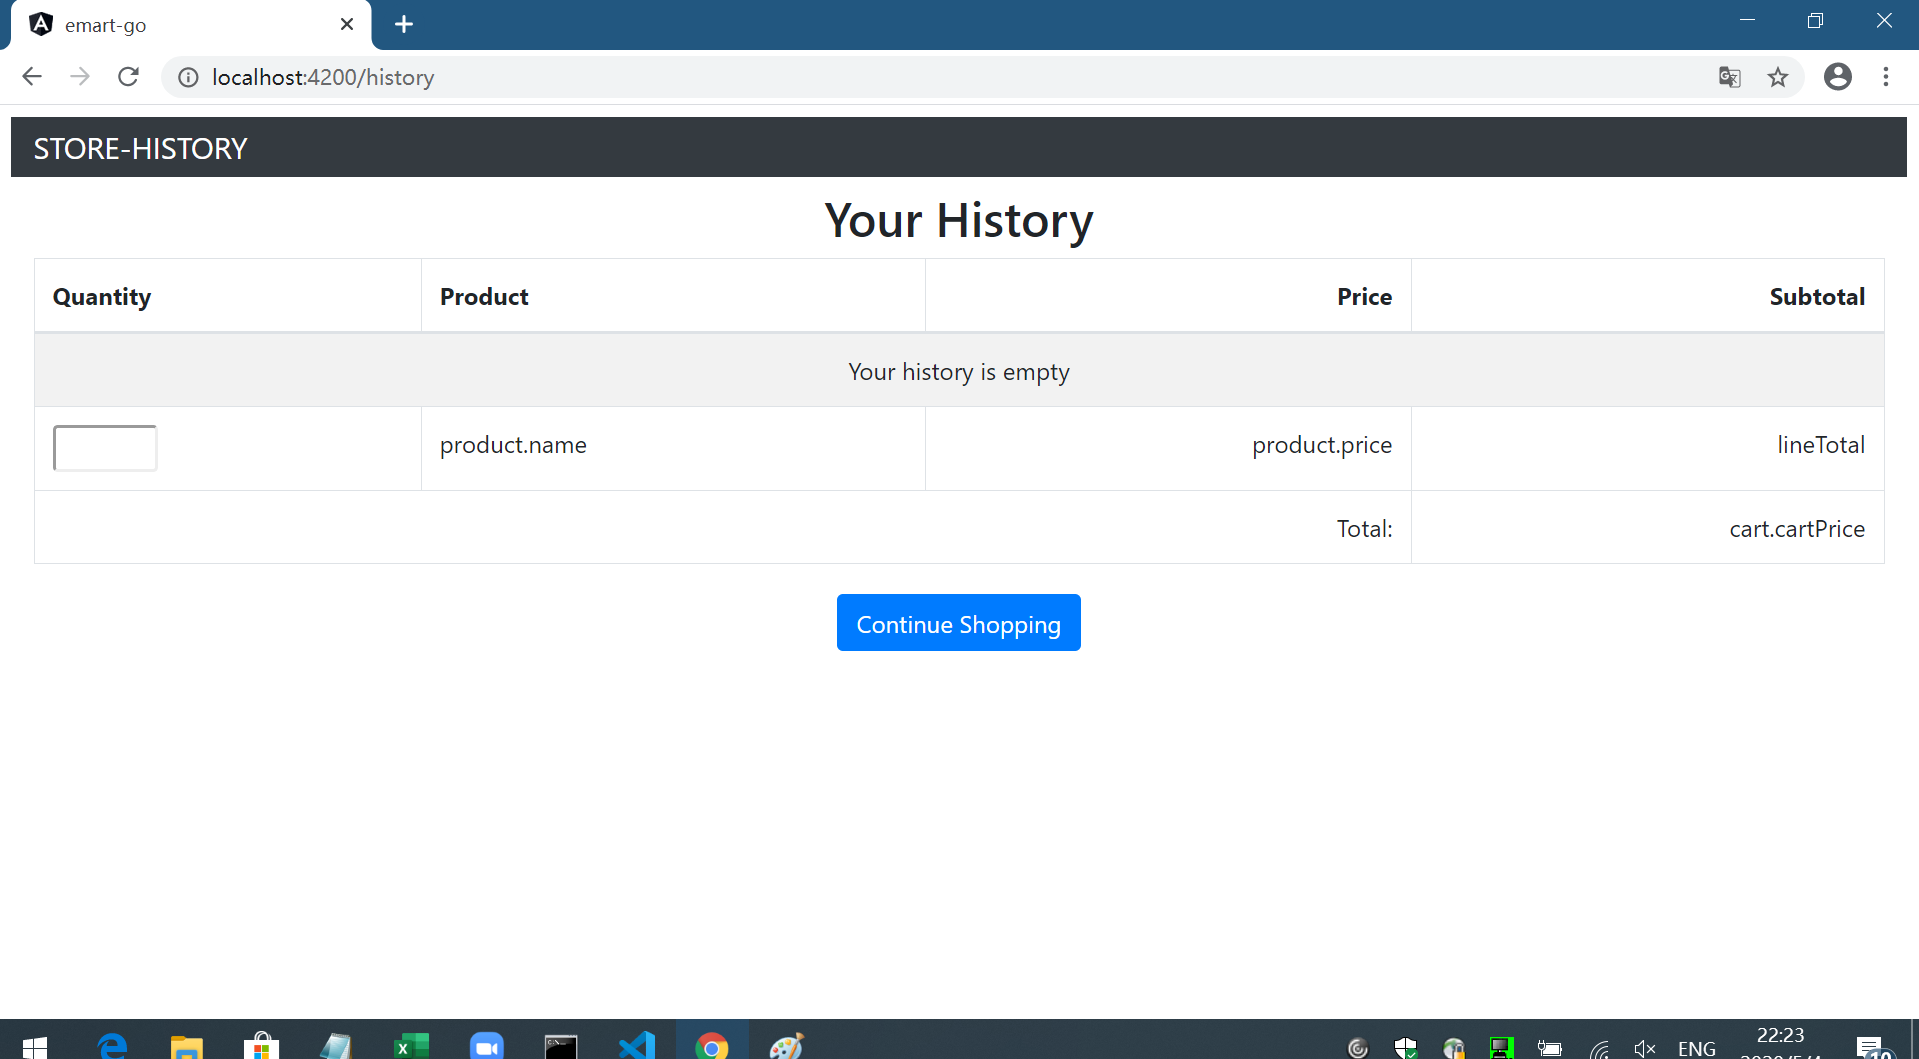 emart-go
localhost:4200/history
STORE-HISTORY
Your History
Quantity Product Price Subtotal
Your history is empty
product.name product.price lineTotal
Total: cart.cartPrice
Continue Shopping
ENG
22:23